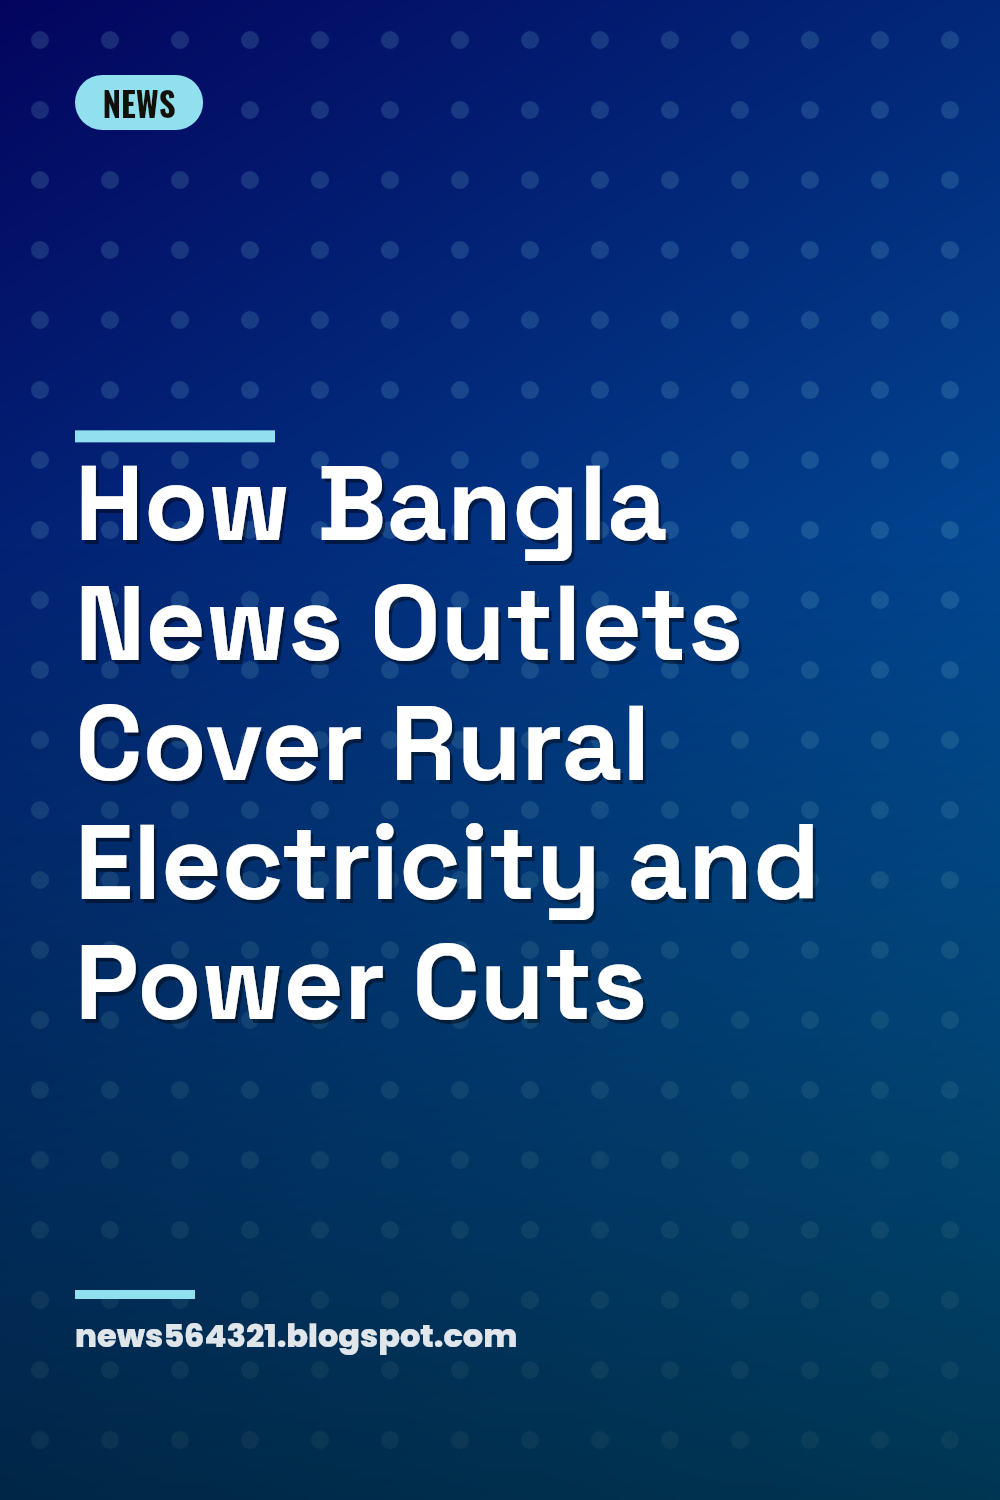 NEWS
How Bangla
News Outlets
Cover Rural
Electricity and
Power Cuts
news564321.blogspot.com